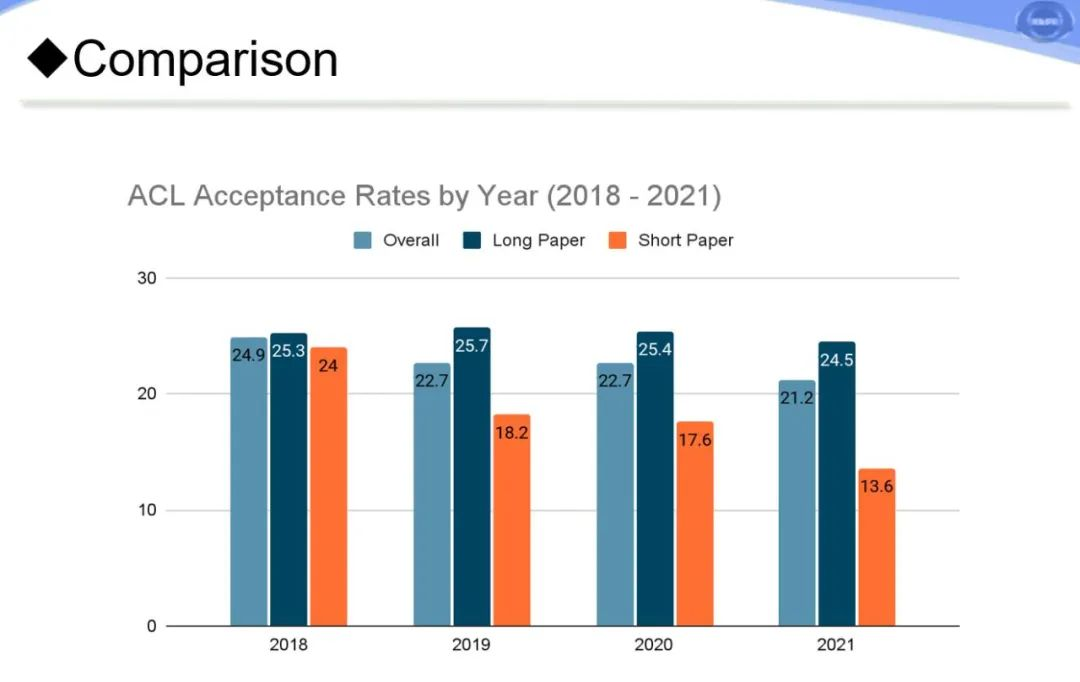 ◆Comparison
ACL Acceptance Rates by Year (2018 - 2021)
Overall Long Paper Short Paper
30
20
10
0
24.9 25.3 24
22.7 25.7 18.2
22.7 25.4 17.6
21.2 24.5 13.6
2018 2019 2020 2021